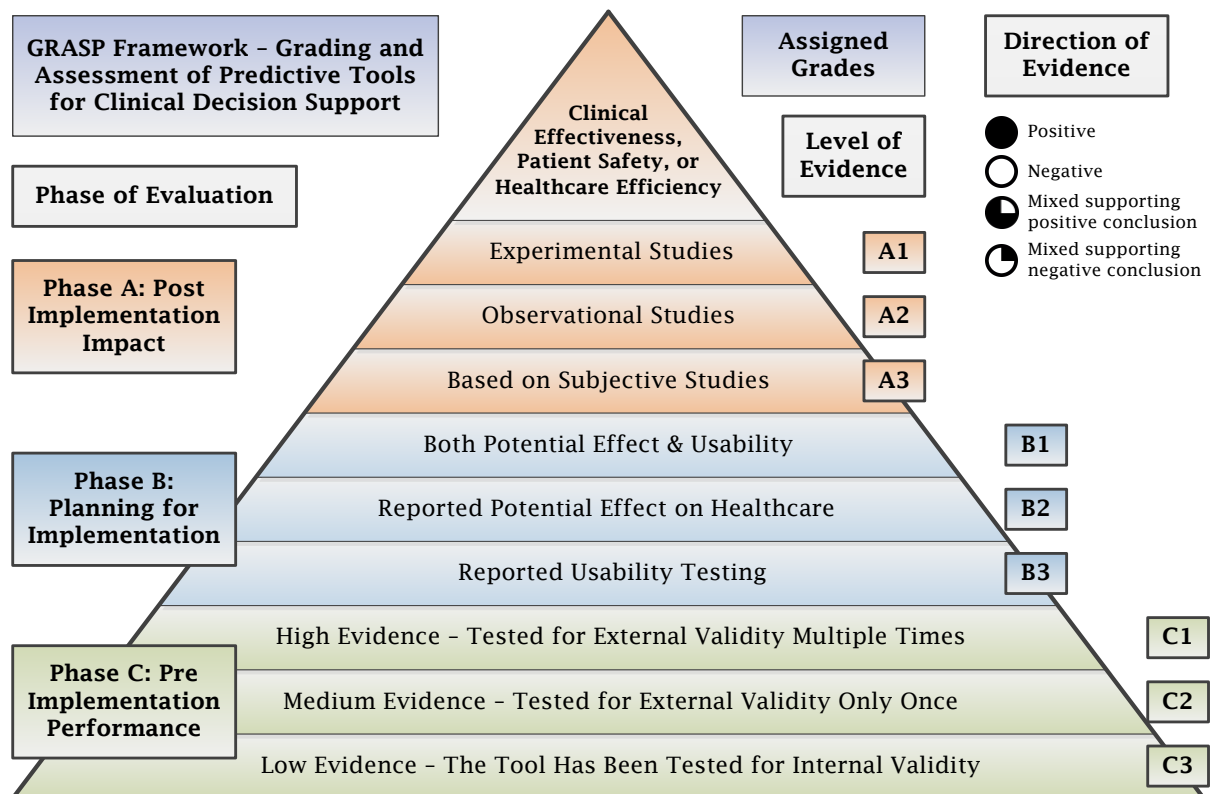 GRASP Framework – Grading and
Assessment of Predictive Tools
for Clinical Decision Support
Assigned
Grades
Direction of
Evidence
Phase of Evaluation
Clinical
Effectiveness,
Patient Safety, or
Healthcare Efficiency
Level of
Evidence
Positive
Negative
Mixed supporting
positive conclusion
Mixed supporting
negative conclusion
Phase A: Post
Implementation
Impact
Experimental Studies
A1
Observational Studies
A2
Based on Subjective Studies
A3
Phase B:
Planning for
Implementation
Both Potential Effect & Usability
B1
Reported Potential Effect on Healthcare
B2
Reported Usability Testing
B3
Phase C: Pre
Implementation
Performance
High Evidence – Tested for External Validity Multiple Times
C1
Medium Evidence – Tested for External Validity Only Once
C2
Low Evidence – The Tool Has Been Tested for Internal Validity
C3